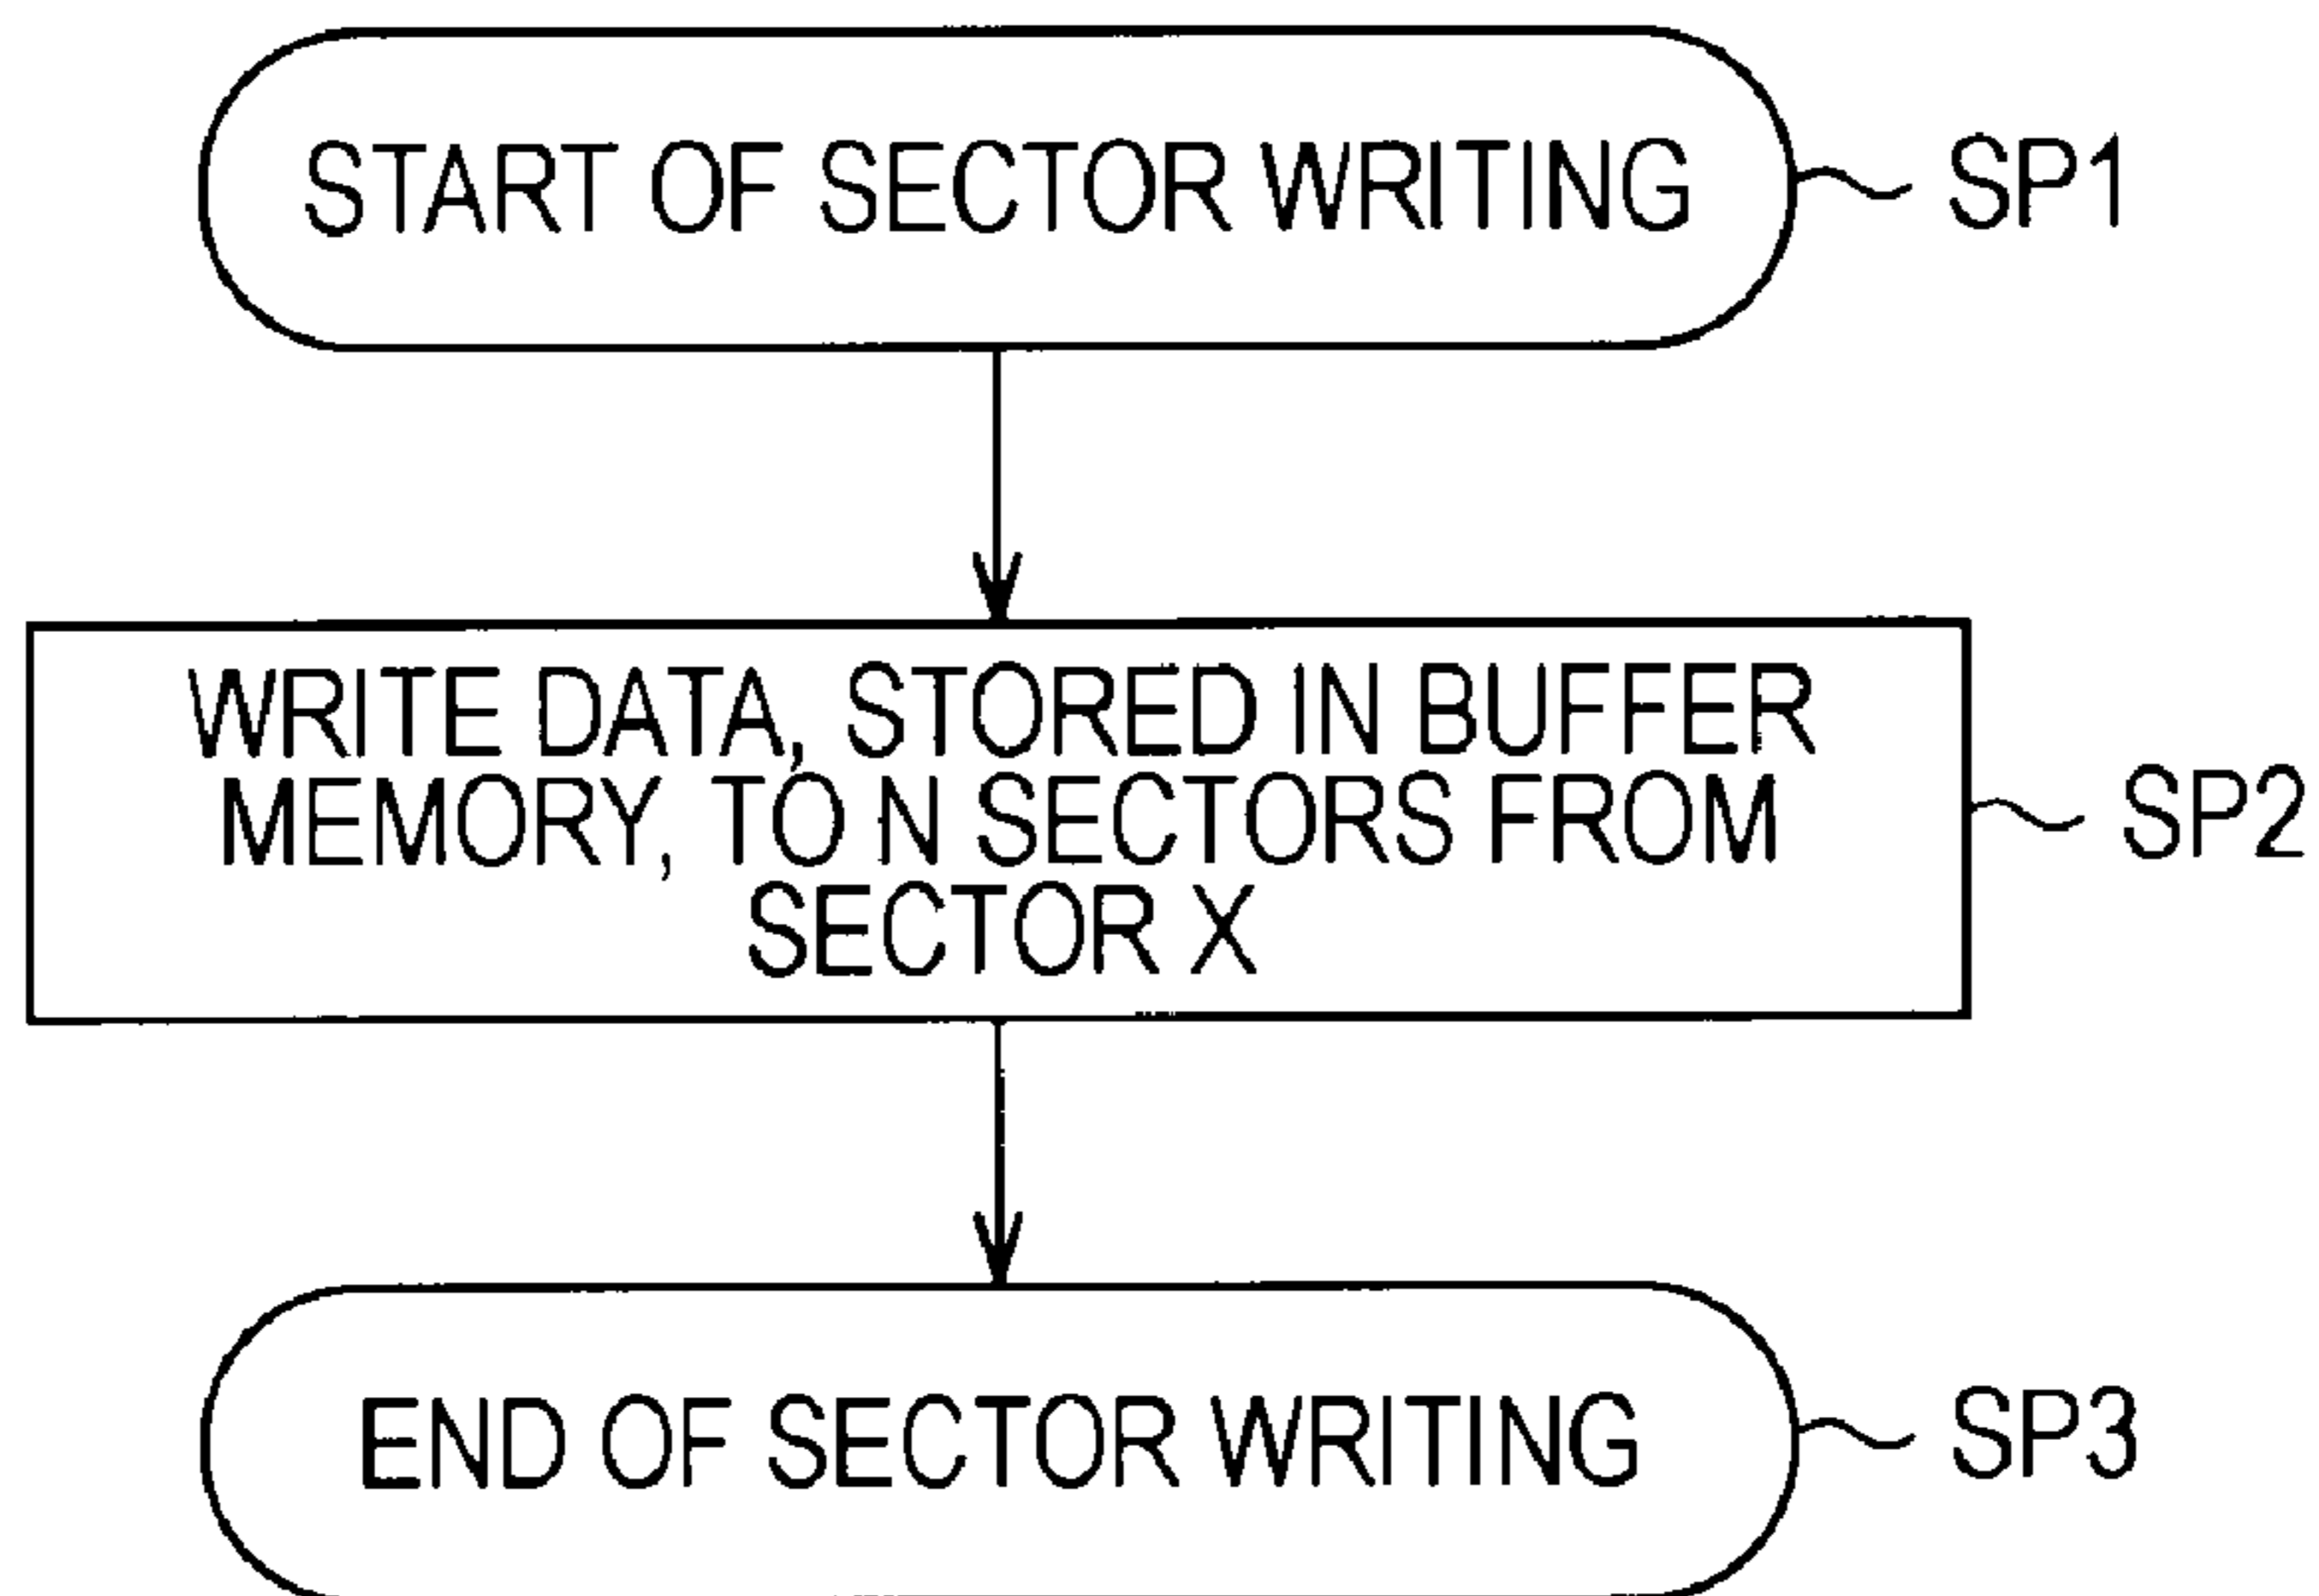 START OF SECTOR WRITING
SP1
WRITE DATA, STORED IN BUFFER
MEMORY, TO N SECTORS FROM
SECTOR X
SP2
END OF SECTOR WRITING
SP3